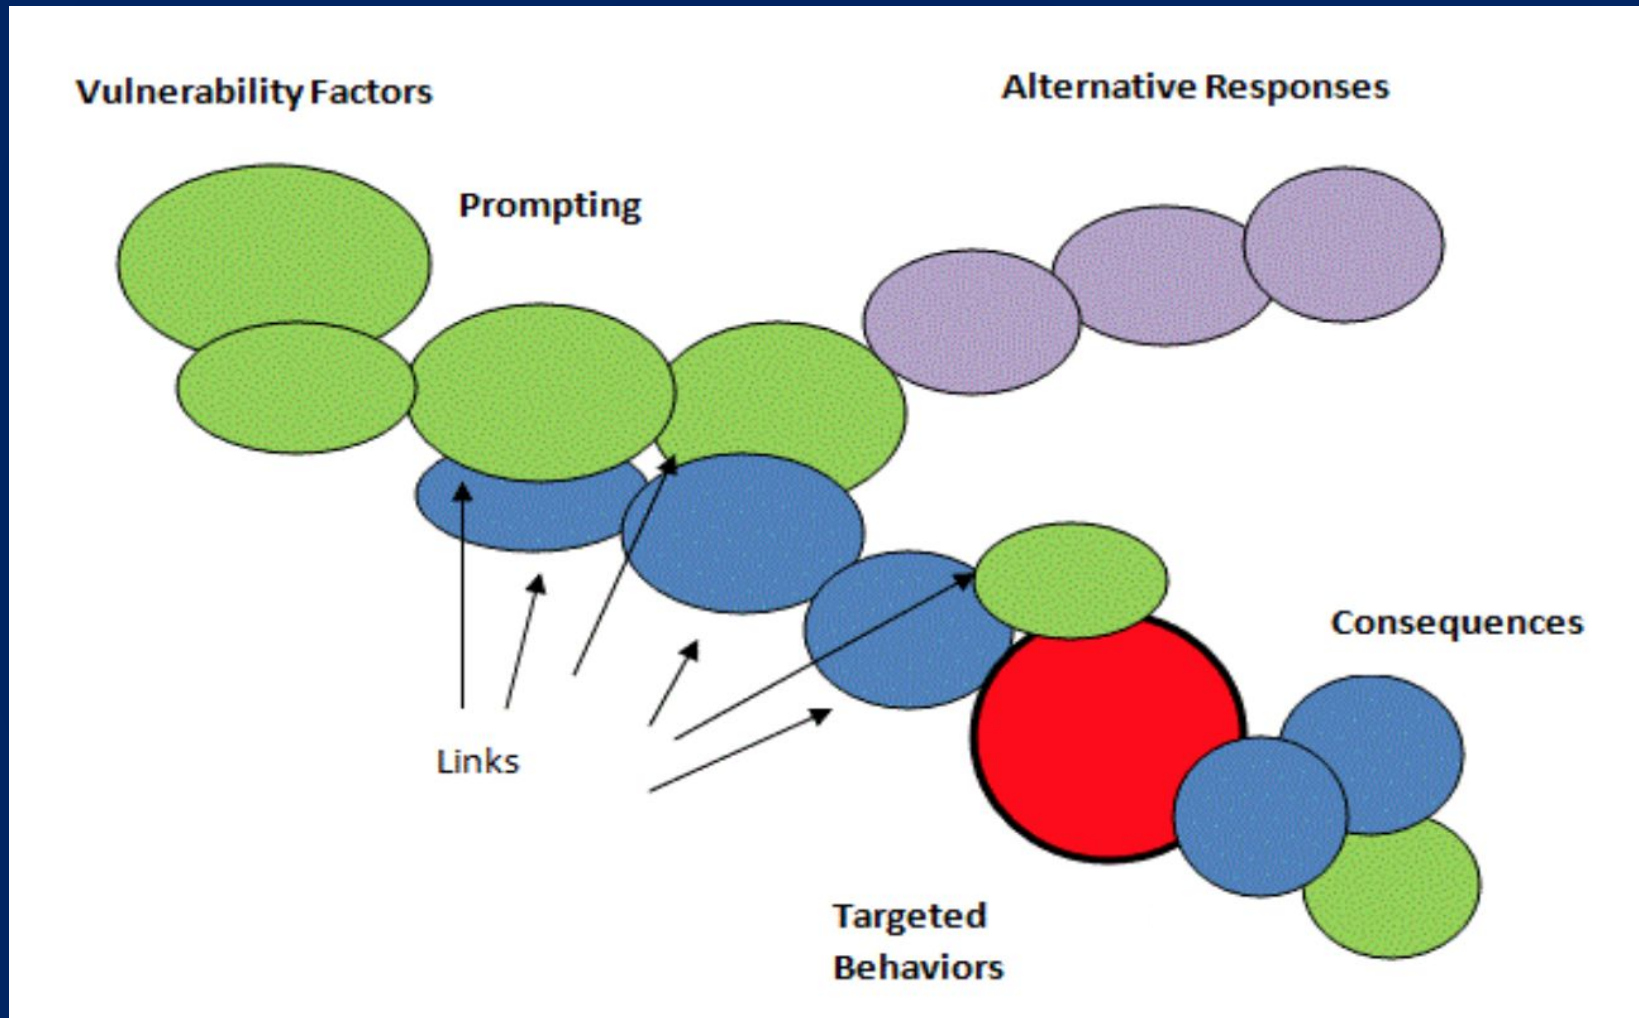 Vulnerability Factors
Alternative Responses
Prompting
Consequences
Links
Targeted
Behaviors